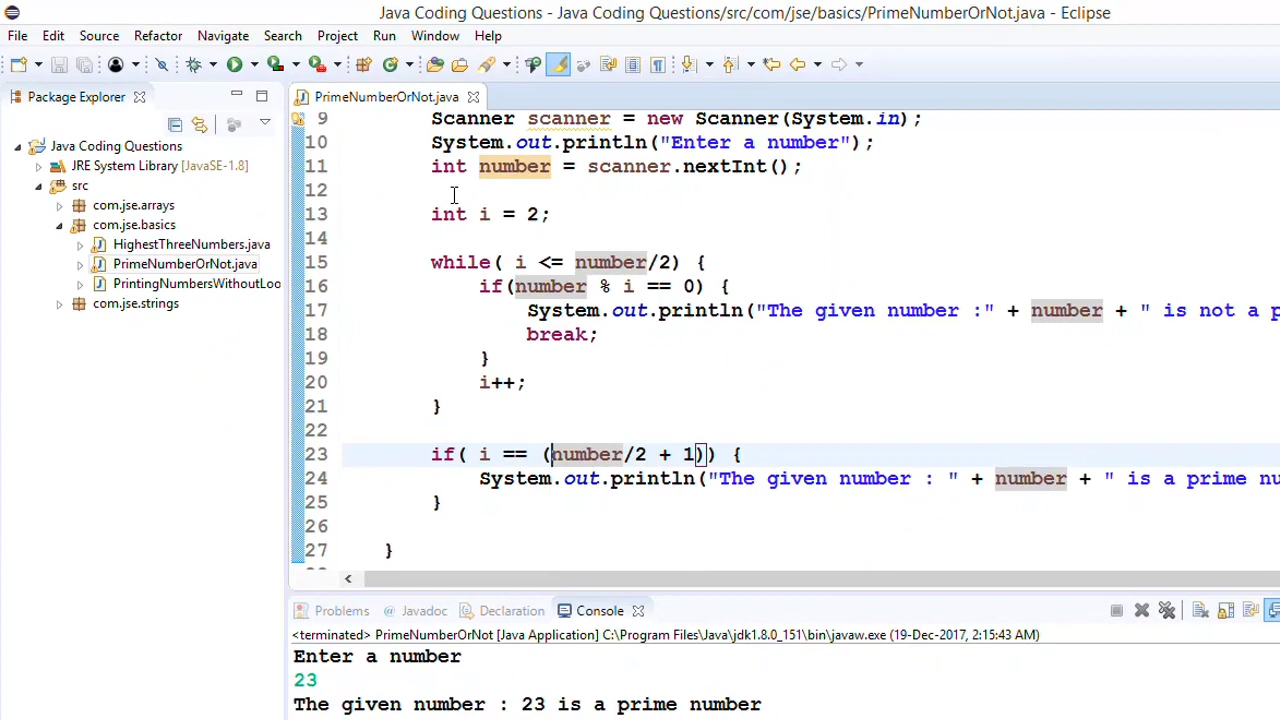 Java Coding Questions - Java Coding Questions/src/com/jse/basics/PrimeNumberOrNot.java - Eclipse
File Edit Source Refactor Navigate Search Project Run Window Help
Package Explorer
Java Coding Questions
JRE System Library [JavaSE-1.8]
src
com.jse.arrays
com.jse.basics
HighestThreeNumbers.java
PrimeNumberOrNot.java
PrintingNumbersWithoutLoo
com.jse.strings
PrimeNumberOrNot.java
9 Scanner scanner = new Scanner(System.in);
10 System.out.println("Enter a number");
11 int number = scanner.nextInt();
12
13 int i = 2;
14
15 while( i <= number/2) {
16 if(number % i == 0) {
17 System.out.println("The given number :" + number + " is not a p
18 break;
19 }
20 i++;
21 }
22
23 if( i == (number/2 + 1)) {
24 System.out.println("The given number : " + number + " is a prime nu
25 }
26
27 }
Problems @ Javadoc Declaration Console
<terminated> PrimeNumberOrNot [Java Application] C:\Program Files\Java\jdk1.8.0_151\bin\javaw.exe (19-Dec-2017, 2:15:43 AM)
Enter a number
23
The given number : 23 is a prime number